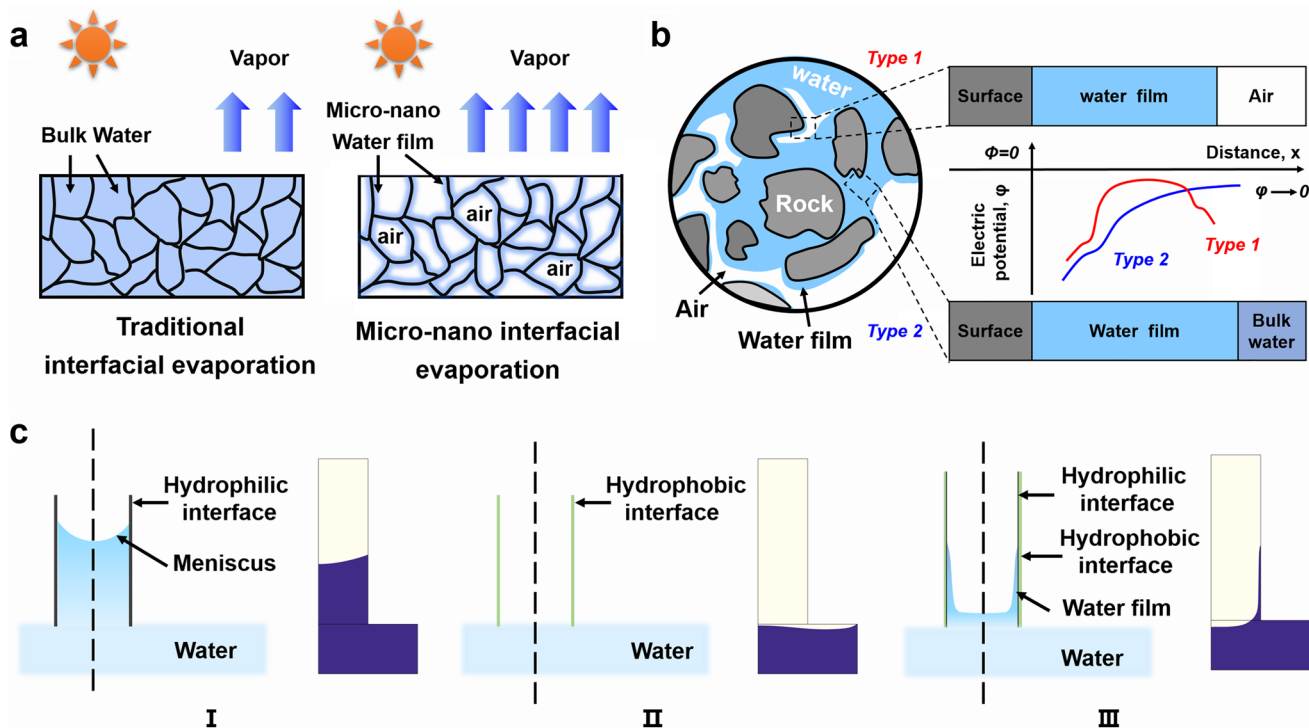 a
Vapor
Bulk Water
Traditional
interfacial evaporation
Vapor
Micro-nano
Water film
air
air
air
Micro-nano interfacial
evaporation
b
Type 1
water
Rock
Air
Water film
Type 2
Surface
water film
Air
Φ=0
Distance, x
φ→0
Electric
potential, φ
Type 1
Type 2
Surface
Water film
Bulk
water
c
Hydrophilic
interface
Meniscus
Water
I
Hydrophobic
interface
Water
II
Hydrophilic
interface
Hydrophobic
interface
Water film
Water
III